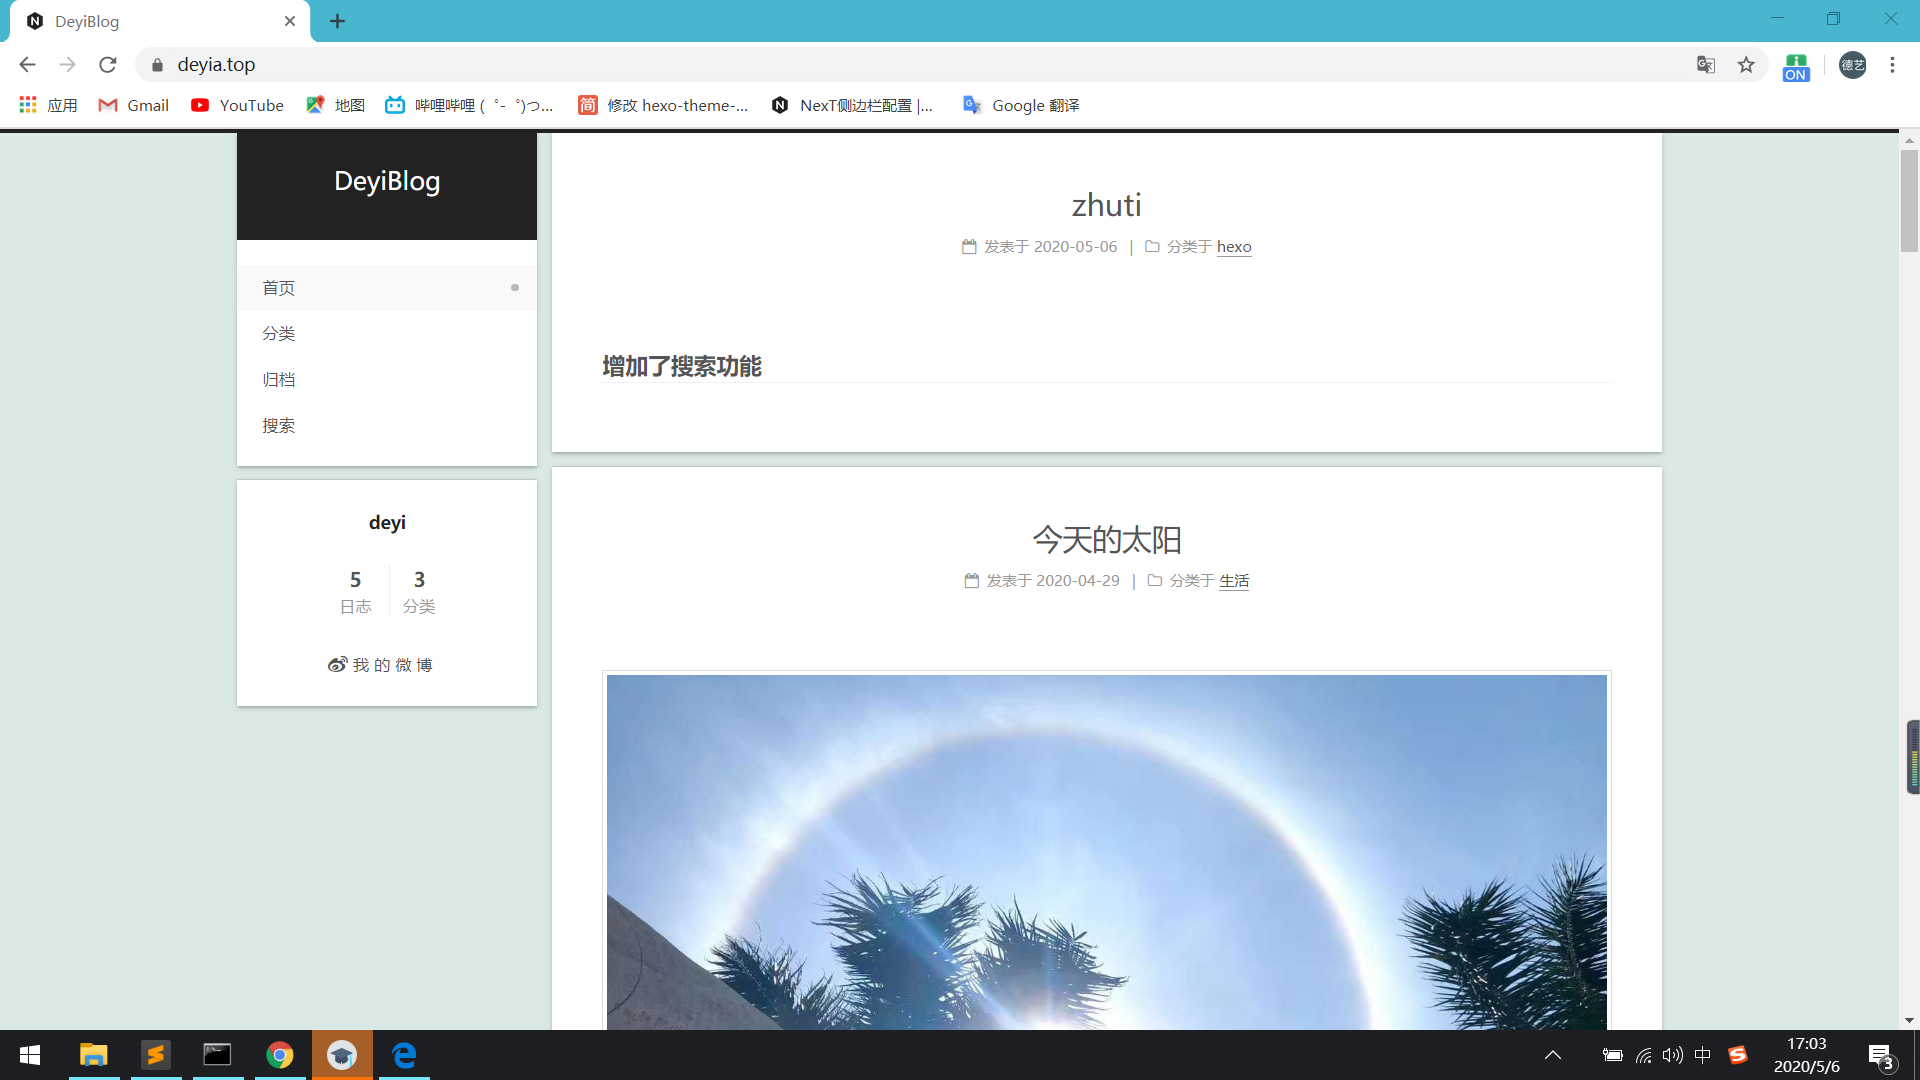 DeyiBlog
deyia.top
ON
德艺
应用
Gmail
YouTube
地图
哔哩哔哩 ( ゜- ゜)つ...
简
修改 hexo-theme-...
NexT侧边栏配置 |...
Google 翻译
DeyiBlog
首页
分类
归档
搜索
deyi
5
3
日志
分类
我 的 微 博
zhuti
发表于 2020-05-06 | 分类于 hexo
增加了搜索功能
今天的太阳
发表于 2020-04-29 | 分类于 生活
中
17:03
2020/5/6
3